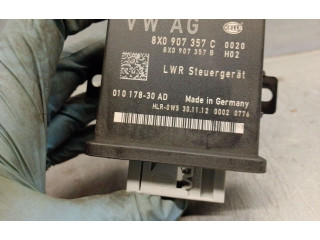 VW AG
8X0 907 357 C 0020
8X0 907 357 B H02
LWR Steuergerät
010 178-30 AD Made in Germany
HLR-0W5 30.11.12 0002 0776